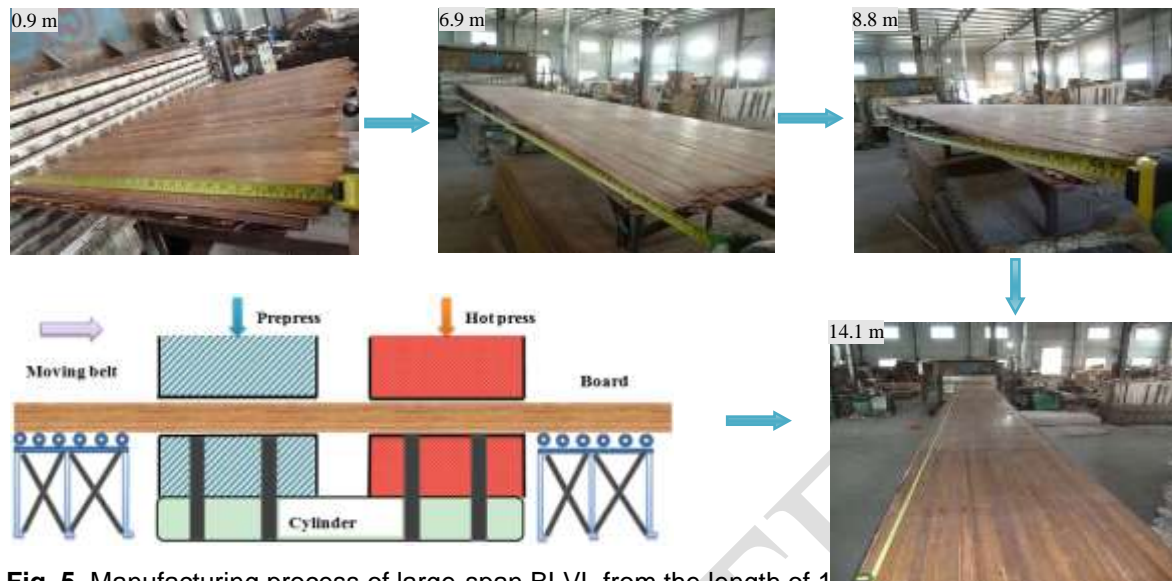 0.9 m
6.9 m
8.8 m
Prepress
Hot press
Moving belt
Board
14.1 m
Cylinder
Fig. 5. Manufacturing process of large-span BLVL from the length of 1